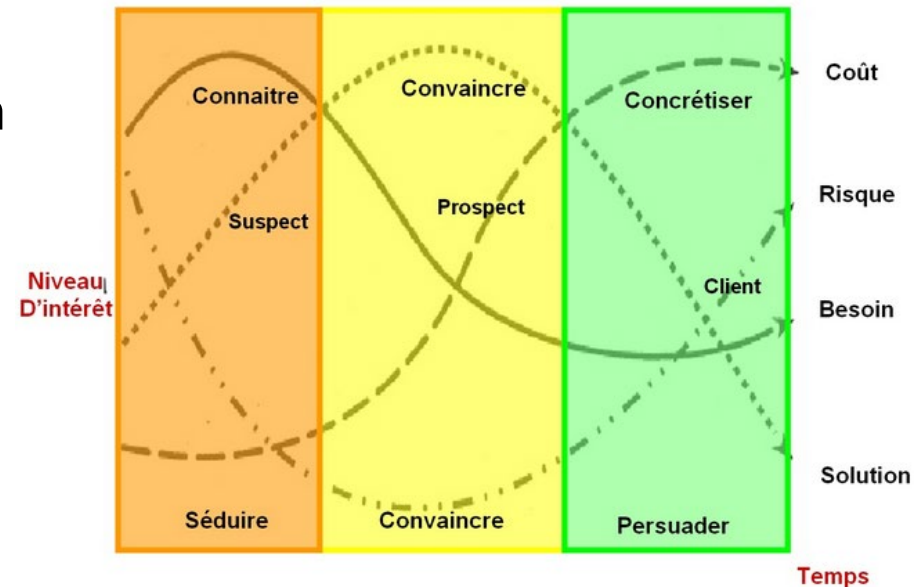 n
Connaitre
Convaincre
Concrétiser
Coût
Suspect
Prospect
Risque
Niveau
D'intérêt
Client
Besoin
Solution
Séduire
Convaincre
Persuader
Temps